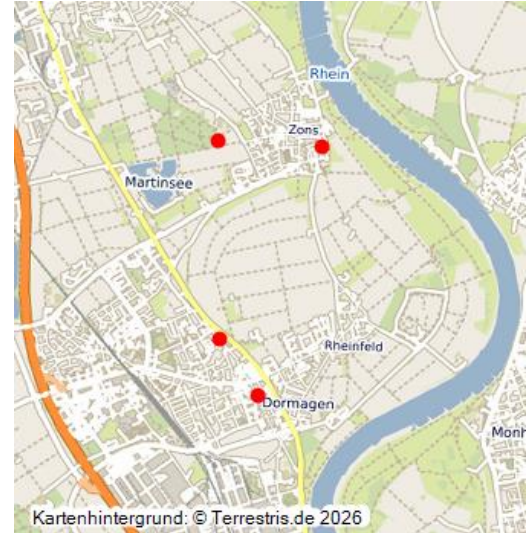 Rhein
Zons
Martinsee
Rheinfeld
Dormagen
Monh
Kartenhintergrund: © Terrestris.de 2026